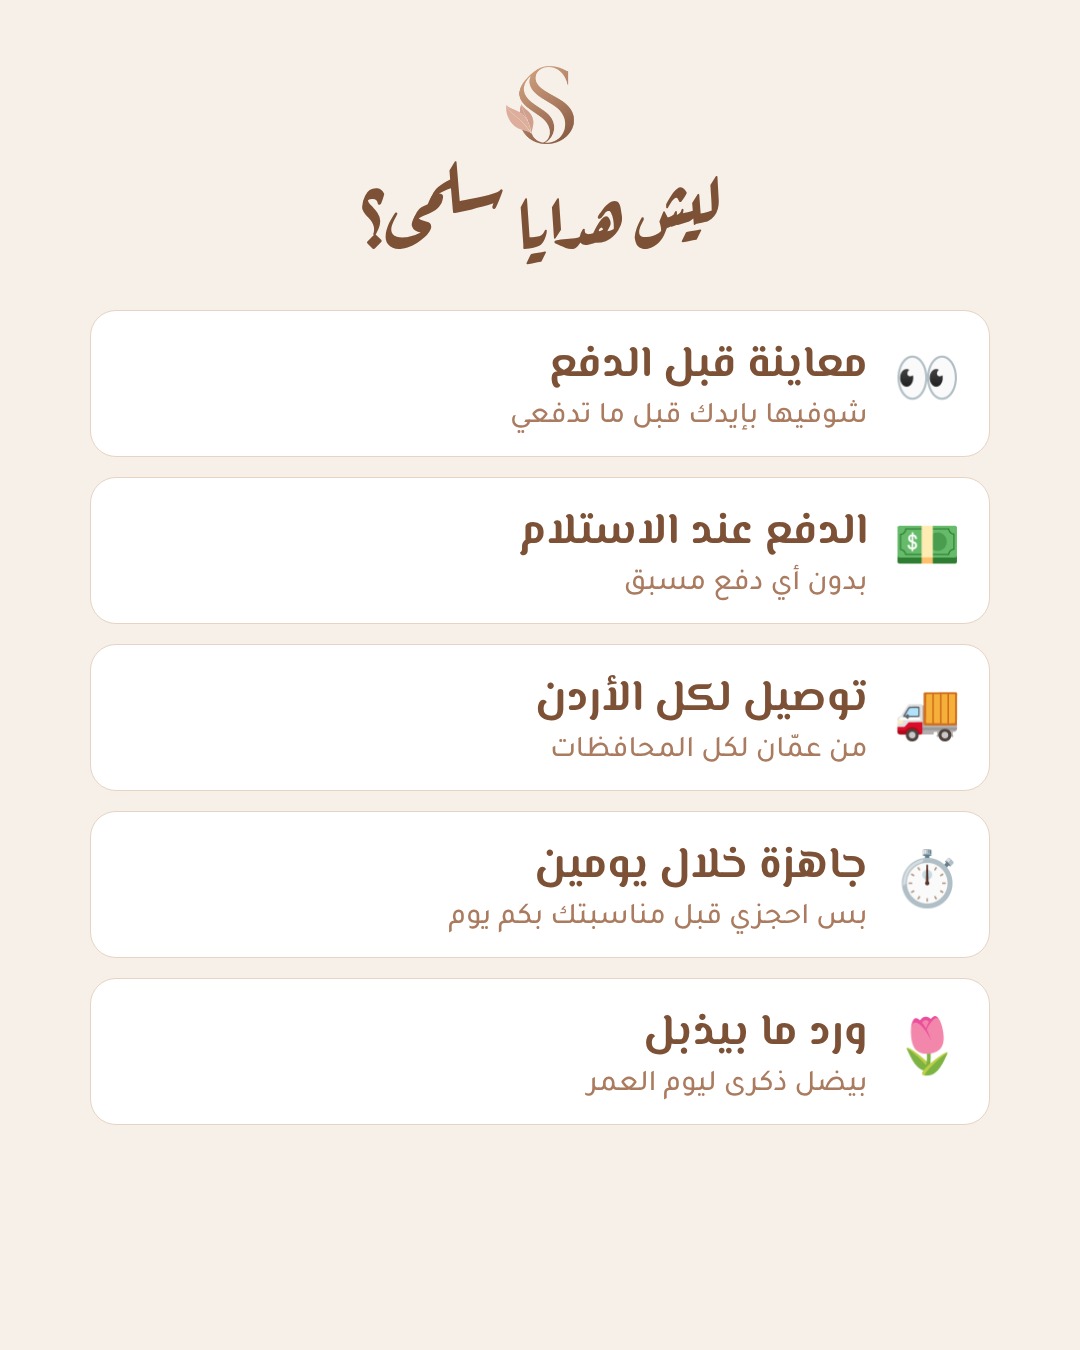 ليش هدايا سلمى؟
معاينة قبل الدفع
شوفيها بإيدك قبل ما تدفعي
الدفع عند الاستلام
بدون أي دفع مسبق
توصيل لكل الأردن
من عمّان لكل المحافظات
جاهزة خلال يومين
بس احجزي قبل مناسبتك بكم يوم
ورد ما بيذبل
بيضل ذكرى ليوم العمر